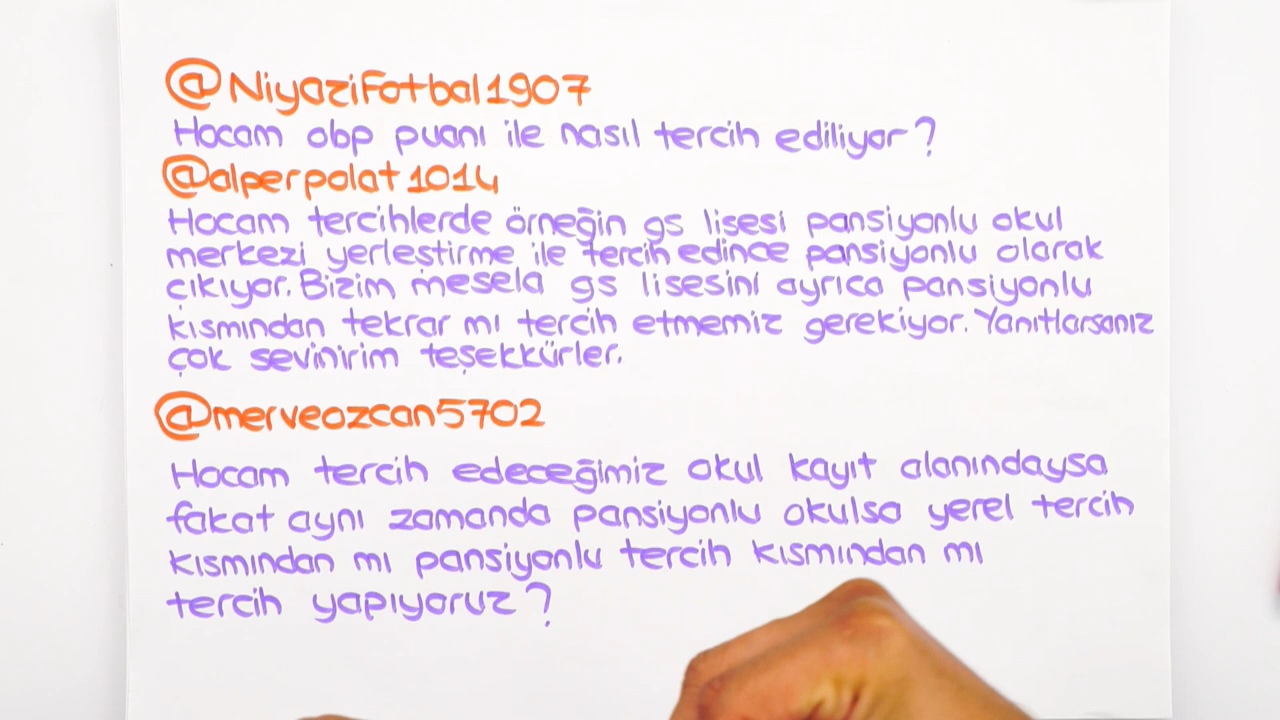 @NiyaziFotbal1907
Hocam obp puanı ile nasıl tercih ediliyor?
@alperpolat1014
Hocam tercihlerde örneğin gs lisesi pansiyonlu okul
merkezi yerleştirme ile tercih edince pansiyonlu olarak
çıkıyor. Bizim mesela gs lisesini ayrıca pansiyonlu
kısmından tekrar mı tercih etmemiz gerekiyor. Yanıtlarsanız
çok sevinirim teşekkürler.
@merveozcan5702
Hocam tercih edeceğimiz okul kayıt alanındaysa
fakat aynı zamanda pansiyonlu okulsa yerel tercih
kısmından mı pansiyonlu tercih kısmından mı
tercih yapıyoruz?